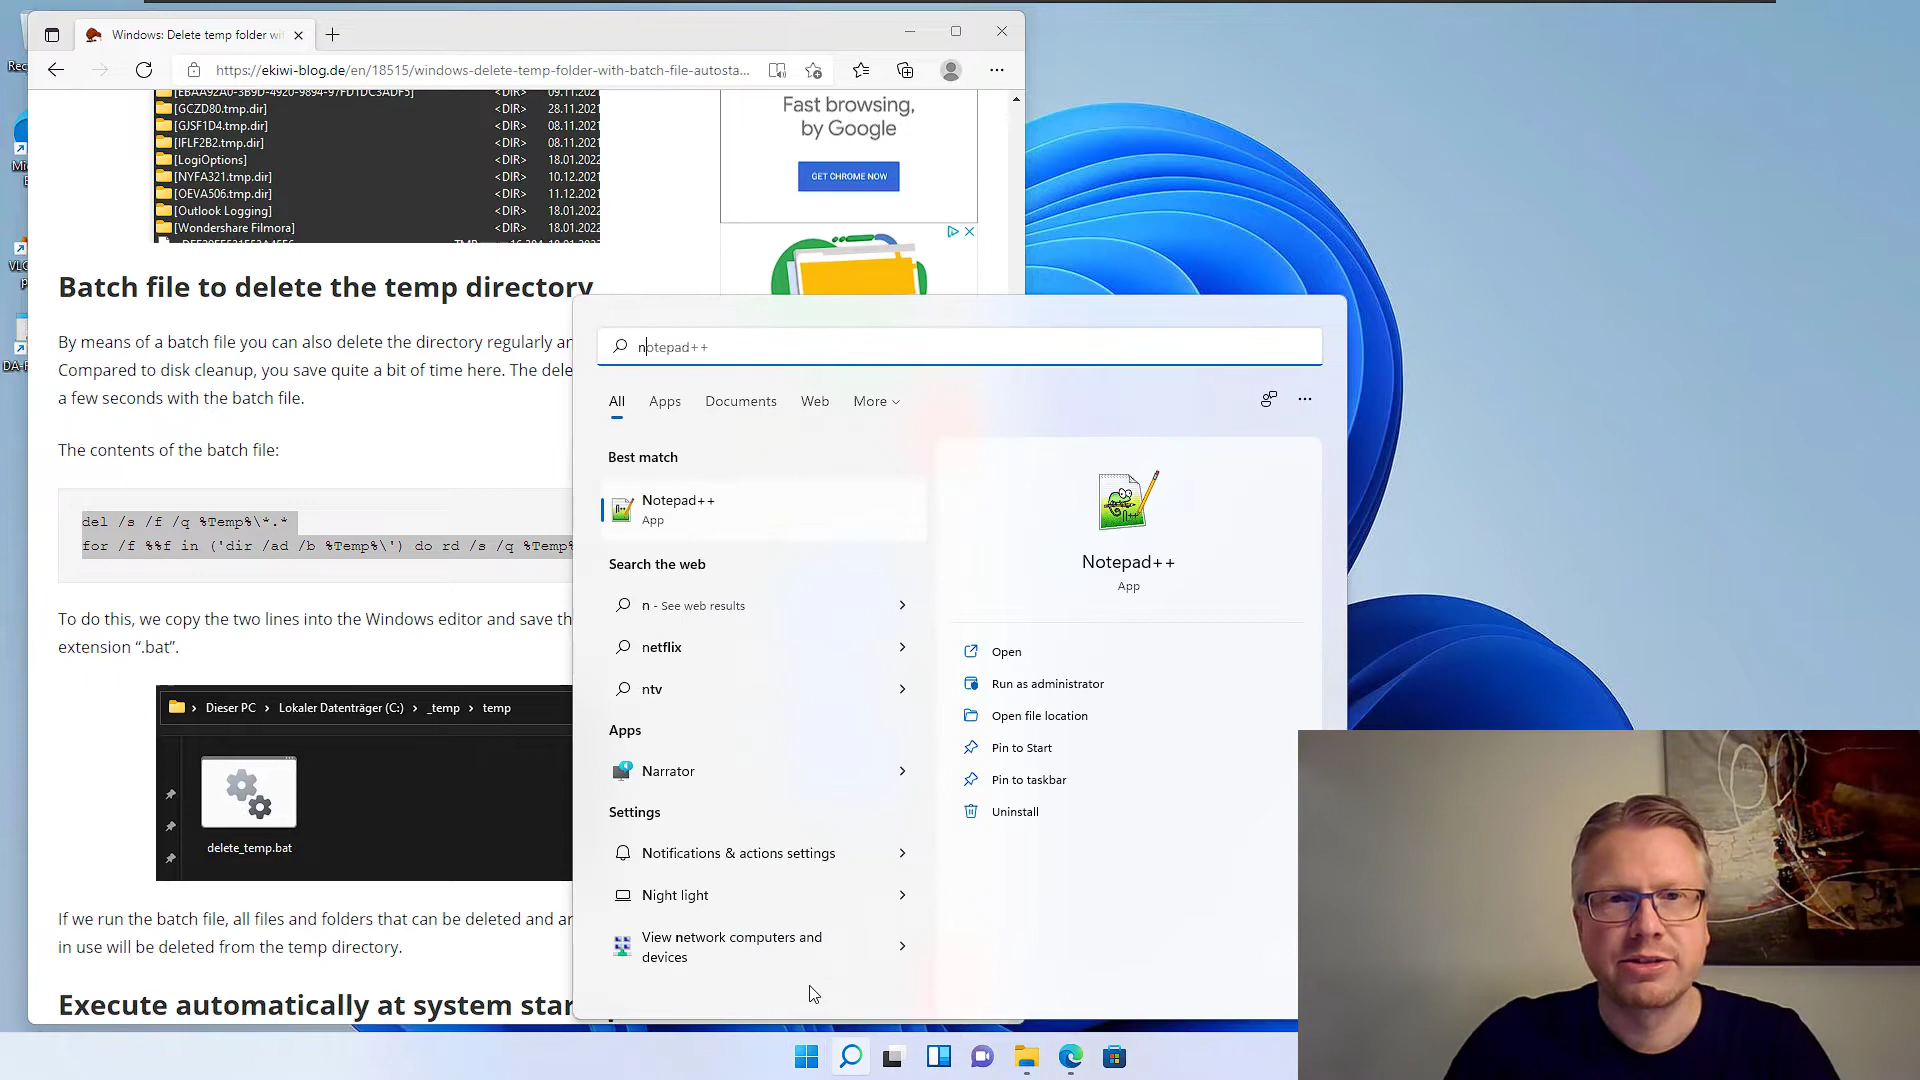 Windows: Delete temp folder wi
https://ekiwi-blog.de/en/18515/windows-delete-temp-folder-with-batch-file-autosta...
[EBAA92A0-3B9D-4920-9894-97FD1DC3ADF5] <DIR> 09.11.2021
[GCZD80.tmp.dir] <DIR> 28.11.2021
[GJSF1D4.tmp.dir] <DIR> 08.11.2021
[IFLF2B2.tmp.dir] <DIR> 08.11.2021
[LogiOptions] <DIR> 18.01.2022
[NYFA321.tmp.dir] <DIR> 10.12.2021
[OEVA506.tmp.dir] <DIR> 11.12.2021
[Outlook Logging] <DIR> 18.01.2022
[Wondershare Filmora] <DIR> 18.01.2022
Fast browsing,
by Google
GET CHROME NOW
Batch file to delete the temp directory
By means of a batch file you can also delete the directory regularly an
Compared to disk cleanup, you save quite a bit of time here. The dele
a few seconds with the batch file.
The contents of the batch file:
del /s /f /q %Temp%\*.*
for /f %%f in ('dir /ad /b %Temp%\') do rd /s /q %Temp%
To do this, we copy the two lines into the Windows editor and save th
extension “.bat”.
Dieser PC › Lokaler Datenträger (C:) › _temp › temp
delete_temp.bat
If we run the batch file, all files and folders that can be deleted and ar
in use will be deleted from the temp directory.
Execute automatically at system star
notepad++
All Apps Documents Web More
Best match
Notepad++
App
Search the web
n - See web results
netflix
ntv
Apps
Narrator
Settings
Notifications & actions settings
Night light
View network computers and
devices
Notepad++
App
Open
Run as administrator
Open file location
Pin to Start
Pin to taskbar
Uninstall